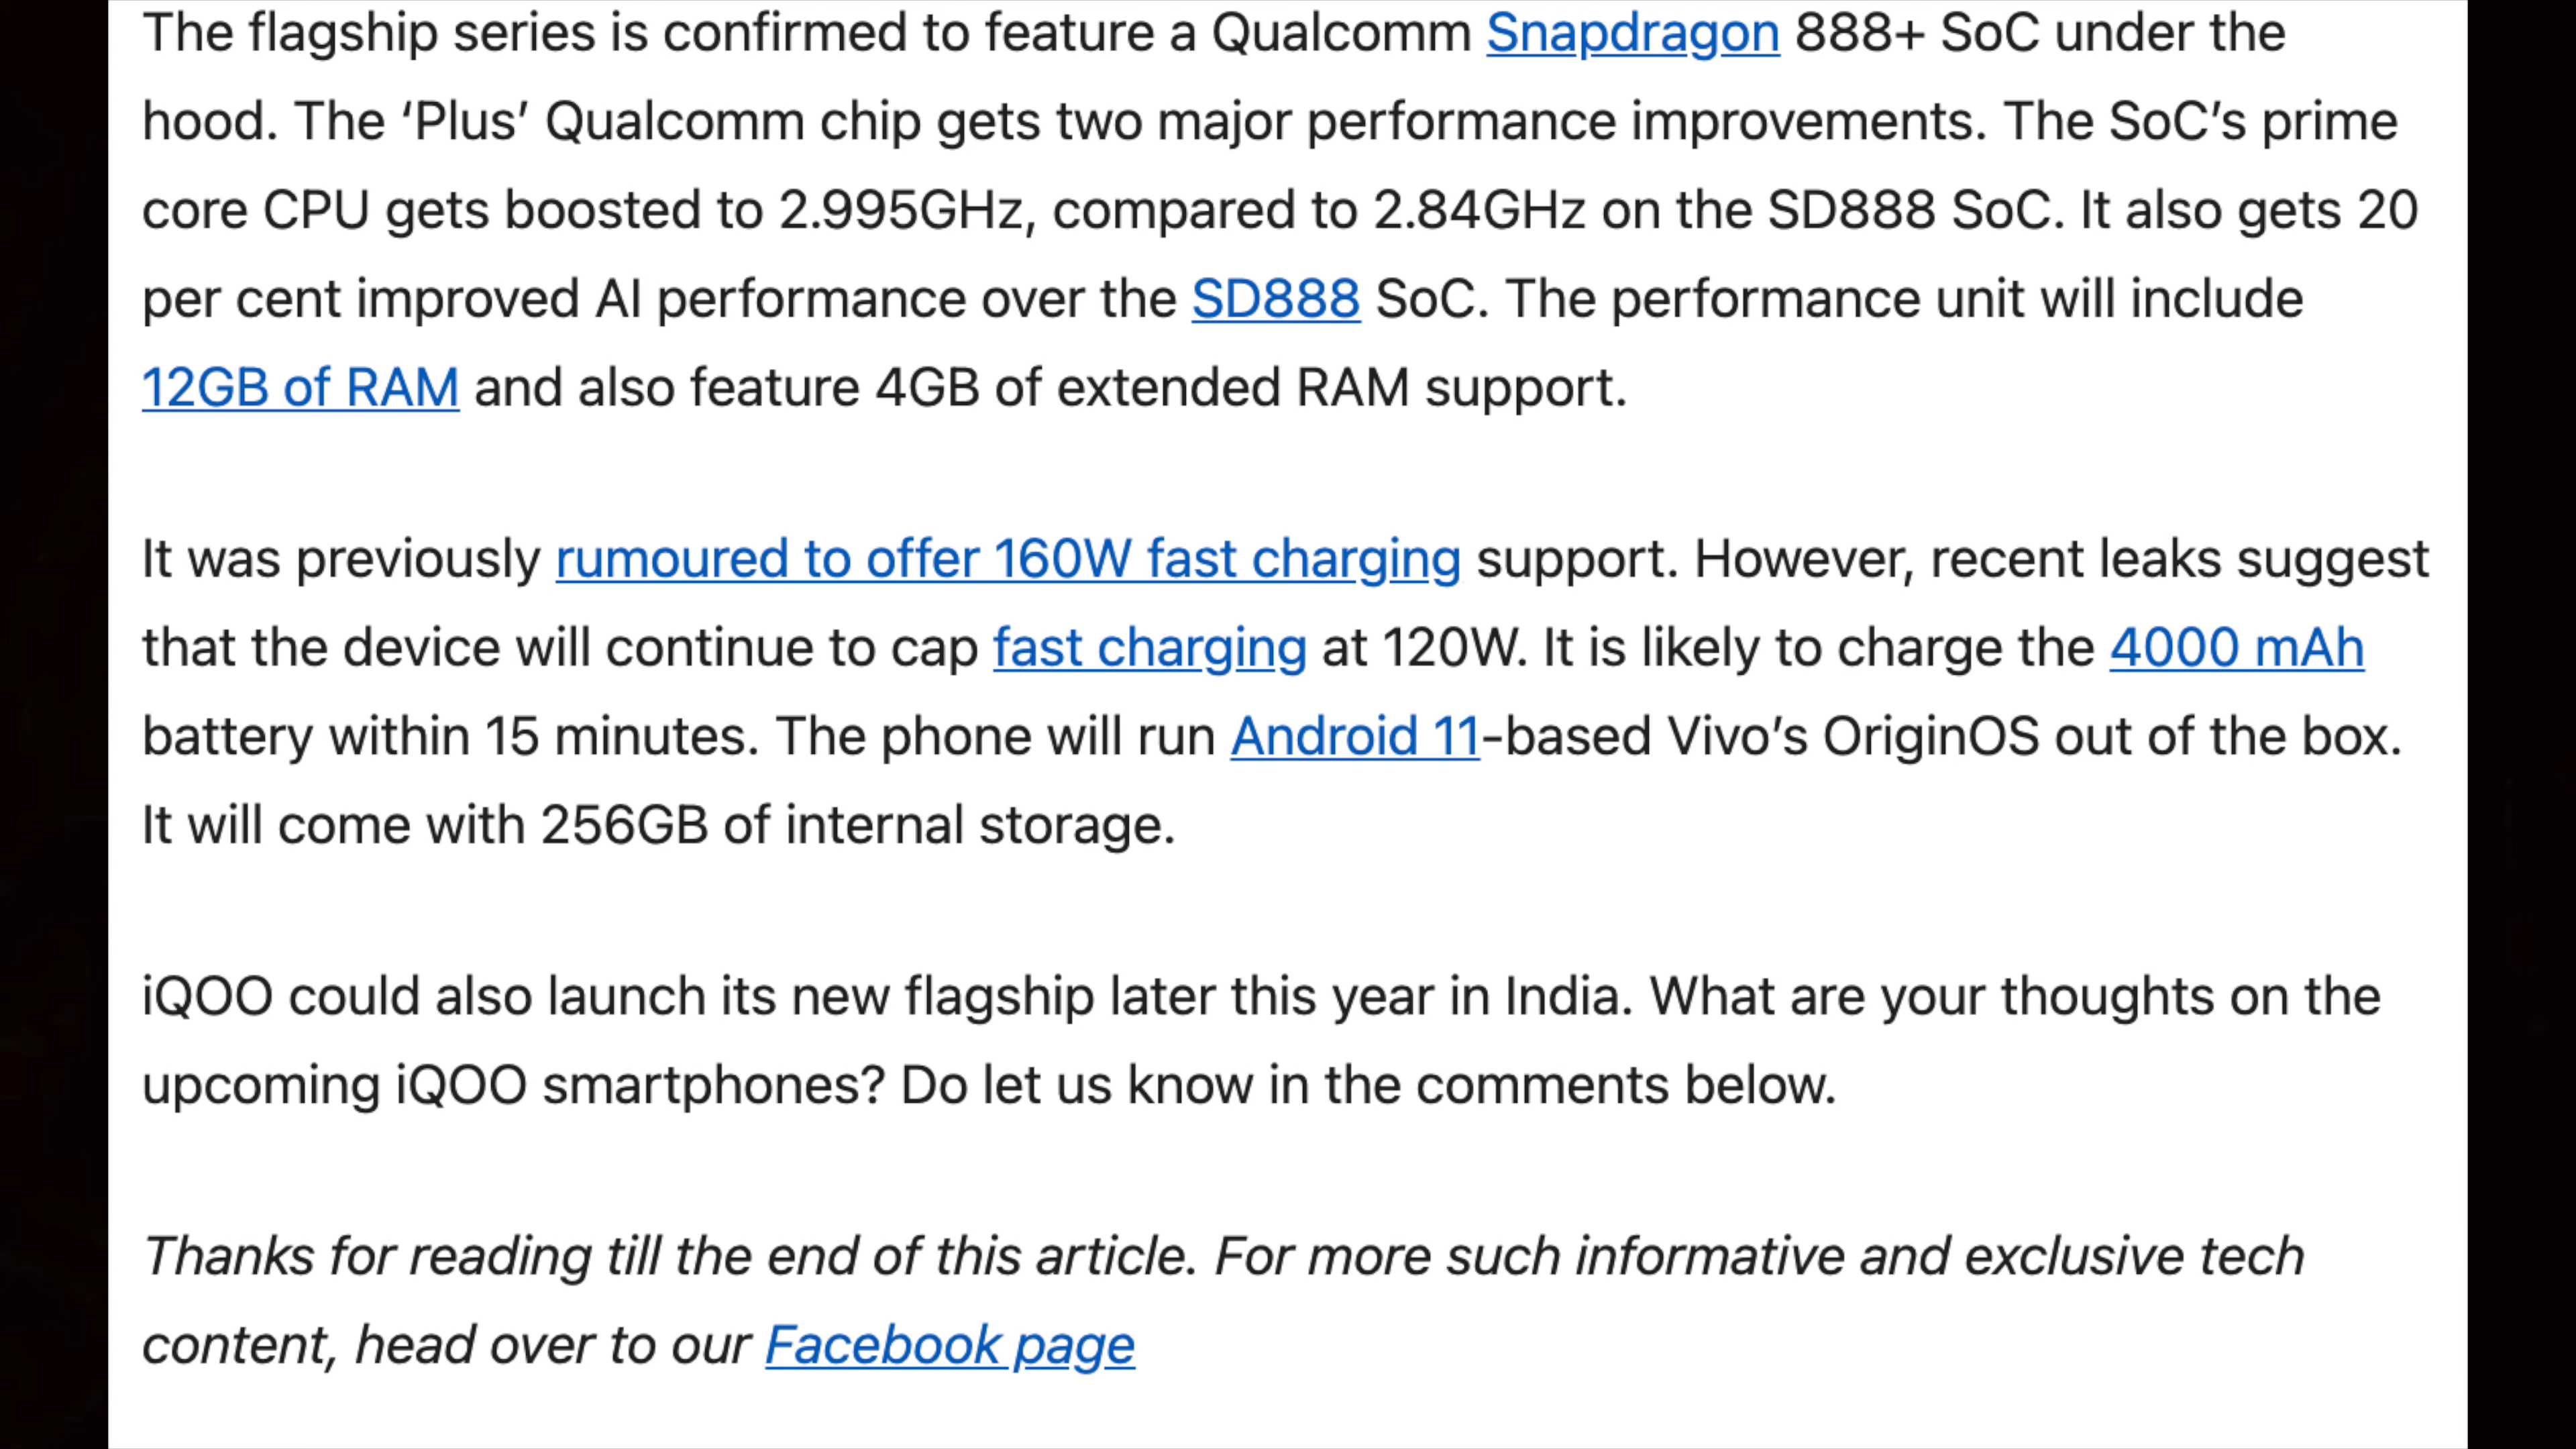 The flagship series is confirmed to feature a Qualcomm Snapdragon 888+ SoC under the
hood. The ‘Plus’ Qualcomm chip gets two major performance improvements. The SoC’s prime
core CPU gets boosted to 2.995GHz, compared to 2.84GHz on the SD888 SoC. It also gets 20
per cent improved AI performance over the SD888 SoC. The performance unit will include
12GB of RAM and also feature 4GB of extended RAM support.
It was previously rumoured to offer 160W fast charging support. However, recent leaks suggest
that the device will continue to cap fast charging at 120W. It is likely to charge the 4000 mAh
battery within 15 minutes. The phone will run Android 11-based Vivo’s OriginOS out of the box.
It will come with 256GB of internal storage.
iQOO could also launch its new flagship later this year in India. What are your thoughts on the
upcoming iQOO smartphones? Do let us know in the comments below.
Thanks for reading till the end of this article. For more such informative and exclusive tech
content, head over to our Facebook page